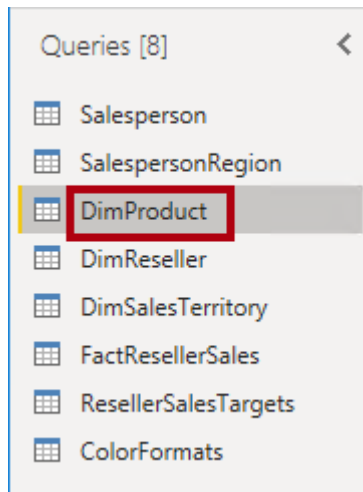 Queries [8]
Salesperson
SalespersonRegion
DimProduct
DimReseller
DimSalesTerritory
FactResellerSales
ResellerSalesTargets
ColorFormats